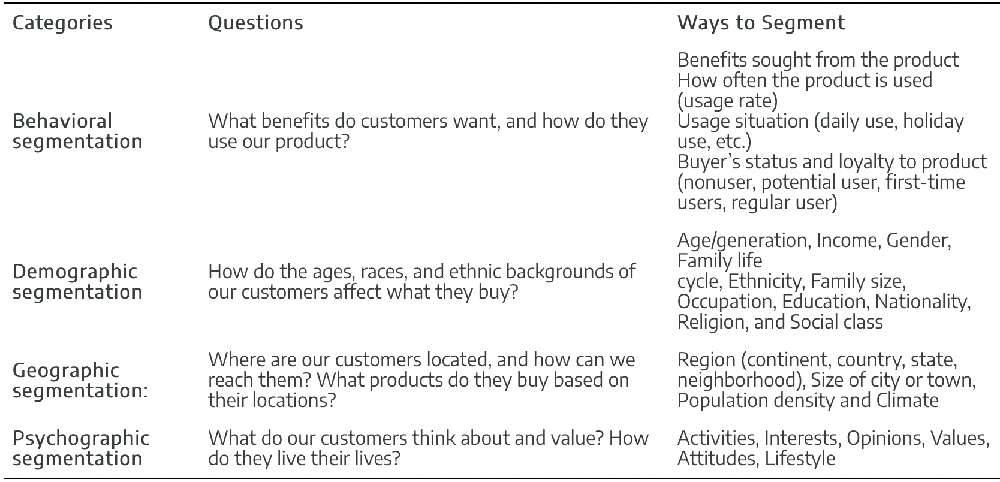 Categories
Questions
Ways to Segment
Behavioral
segmentation
What benefits do customers want, and how do they
use our product?
Benefits sought from the product
How often the product is used
(usage rate)
Usage situation (daily use, holiday
use, etc.)
Buyer’s status and loyalty to product
(nonuser, potential user, first-time
users, regular user)
Demographic
segmentation
How do the ages, races, and ethnic backgrounds of
our customers affect what they buy?
Age/generation, Income, Gender,
Family life
cycle, Ethnicity, Family size,
Occupation, Education, Nationality,
Religion, and Social class
Geographic
segmentation:
Where are our customers located, and how can we
reach them? What products do they buy based on
their locations?
Region (continent, country, state,
neighborhood), Size of city or town,
Population density and Climate
Psychographic
segmentation
What do our customers think about and value? How
do they live their lives?
Activities, Interests, Opinions, Values,
Attitudes, Lifestyle